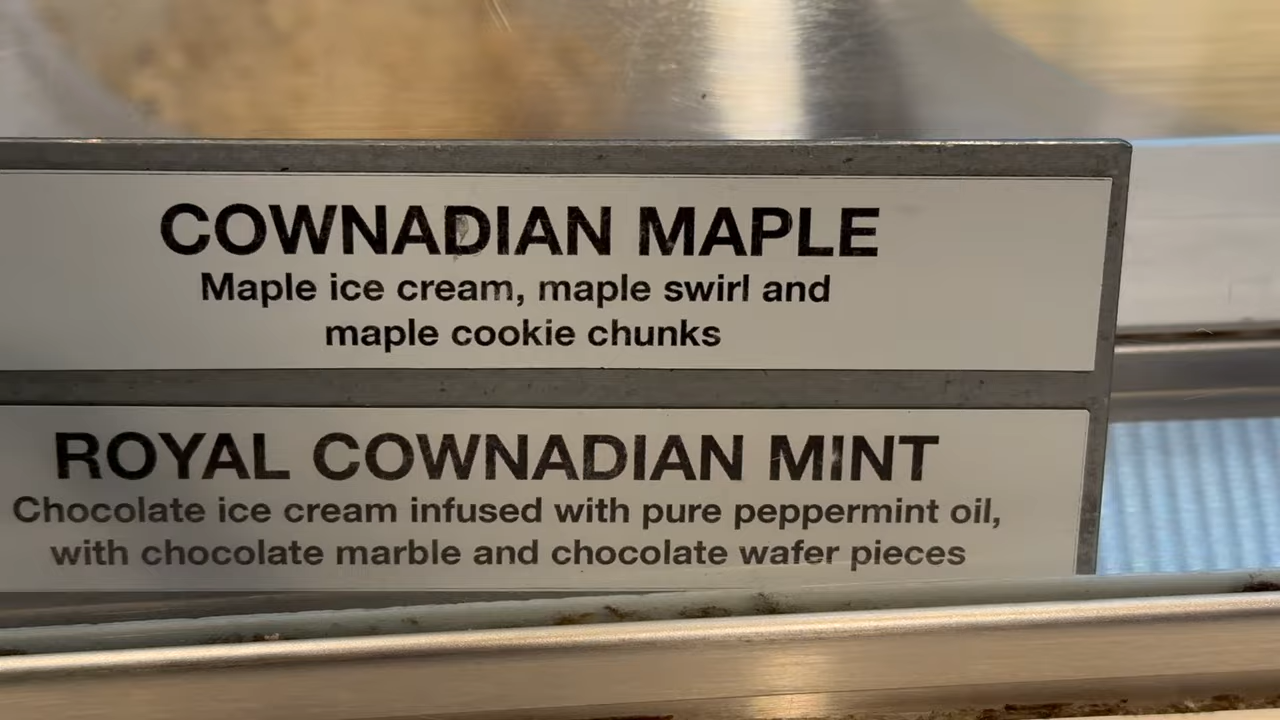 COWNADIAN MAPLE
Maple ice cream, maple swirl and
maple cookie chunks
ROYAL COWNADIAN MINT
Chocolate ice cream infused with pure peppermint oil,
with chocolate marble and chocolate wafer pieces